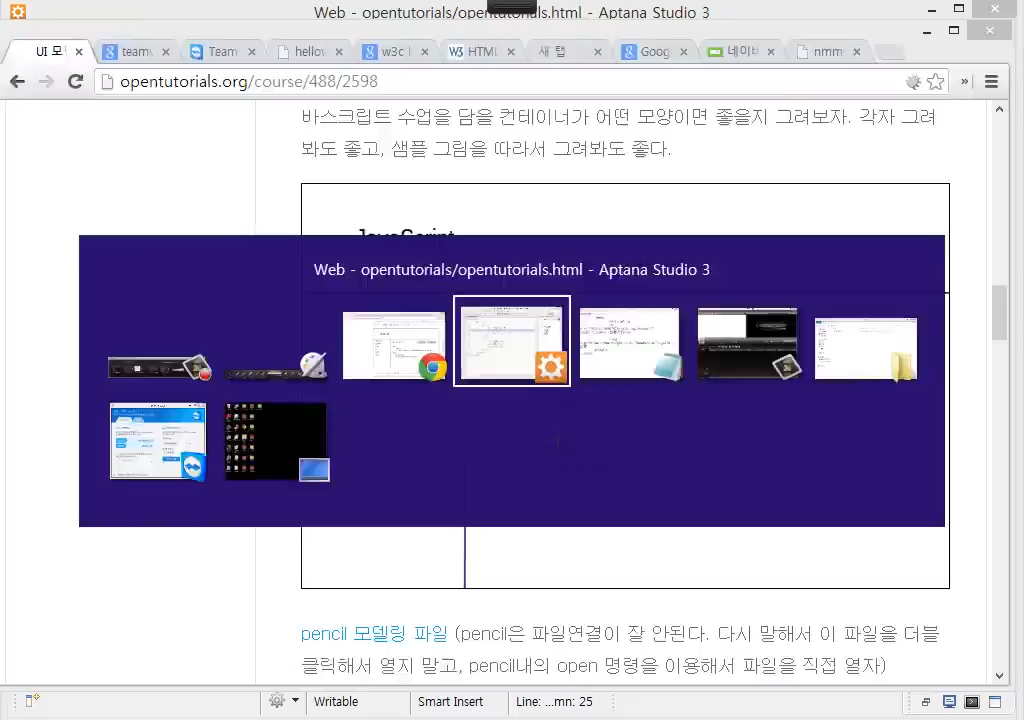 Web - opentutorials/opentutorials.html - Aptana Studio 3
UI 모
teamv
Team
hellov
w3c l
W3 HTML
새 탭
Goog
네이버
nmm
opentutorials.org/course/488/2598
바스크립트 수업을 담을 컨테이너가 어떤 모양이면 좋을지 그려보자. 각자 그려
봐도 좋고, 샘플 그림을 따라서 그려봐도 좋다.
JavaScript
Web - opentutorials/opentutorials.html - Aptana Studio 3
pencil 모델링 파일 (pencil은 파일연결이 잘 안된다. 다시 말해서 이 파일을 더블
클릭해서 열지 말고, pencil내의 open 명령을 이용해서 파일을 직접 열자)
Writable
Smart Insert
Line: ...mn: 25